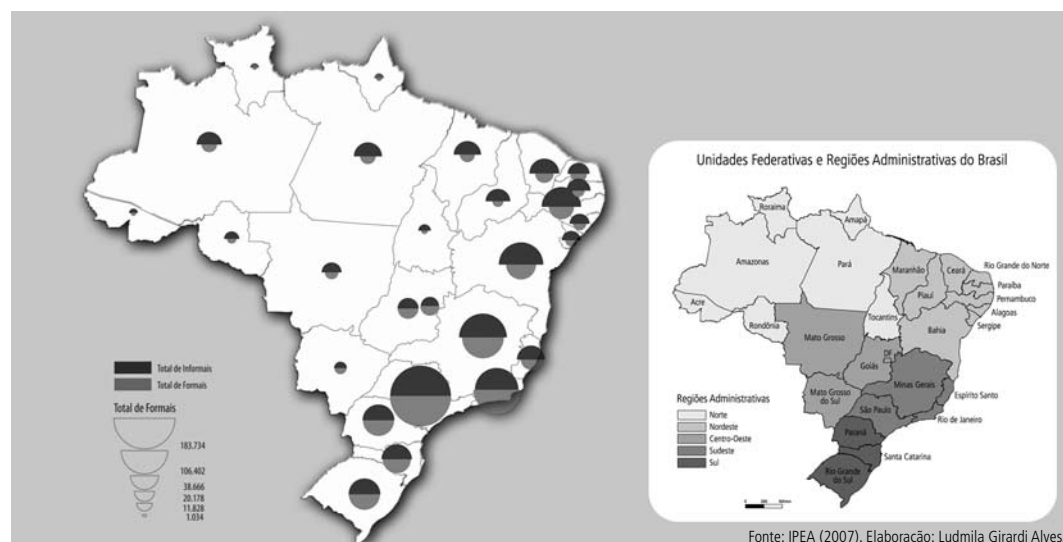 Total de Informais
Total de Formais
Total de Formais
183.734
106.402
38.666
20.178
11.828
1.034
Unidades Federativas e Regiões Administrativas do Brasil
Roraima
Amapá
Amazonas
Pará
Maranhão
Ceará
Rio Grande do Norte
Paraíba
Piauí
Pernambuco
Acre
Tocantins
Alagoas
Rondônia
Bahia
Sergipe
Mato Grosso
DF
Goiás
Minas Gerais
Mato Grosso
do Sul
Espírito Santo
São Paulo
Rio de Janeiro
Paraná
Santa Catarina
Rio Grande
do Sul
Regiões Administrativas
Norte
Nordeste
Centro-Oeste
Sudeste
Sul
Fonte: IPEA (2007). Elaboração: Ludmila Girardi Alves